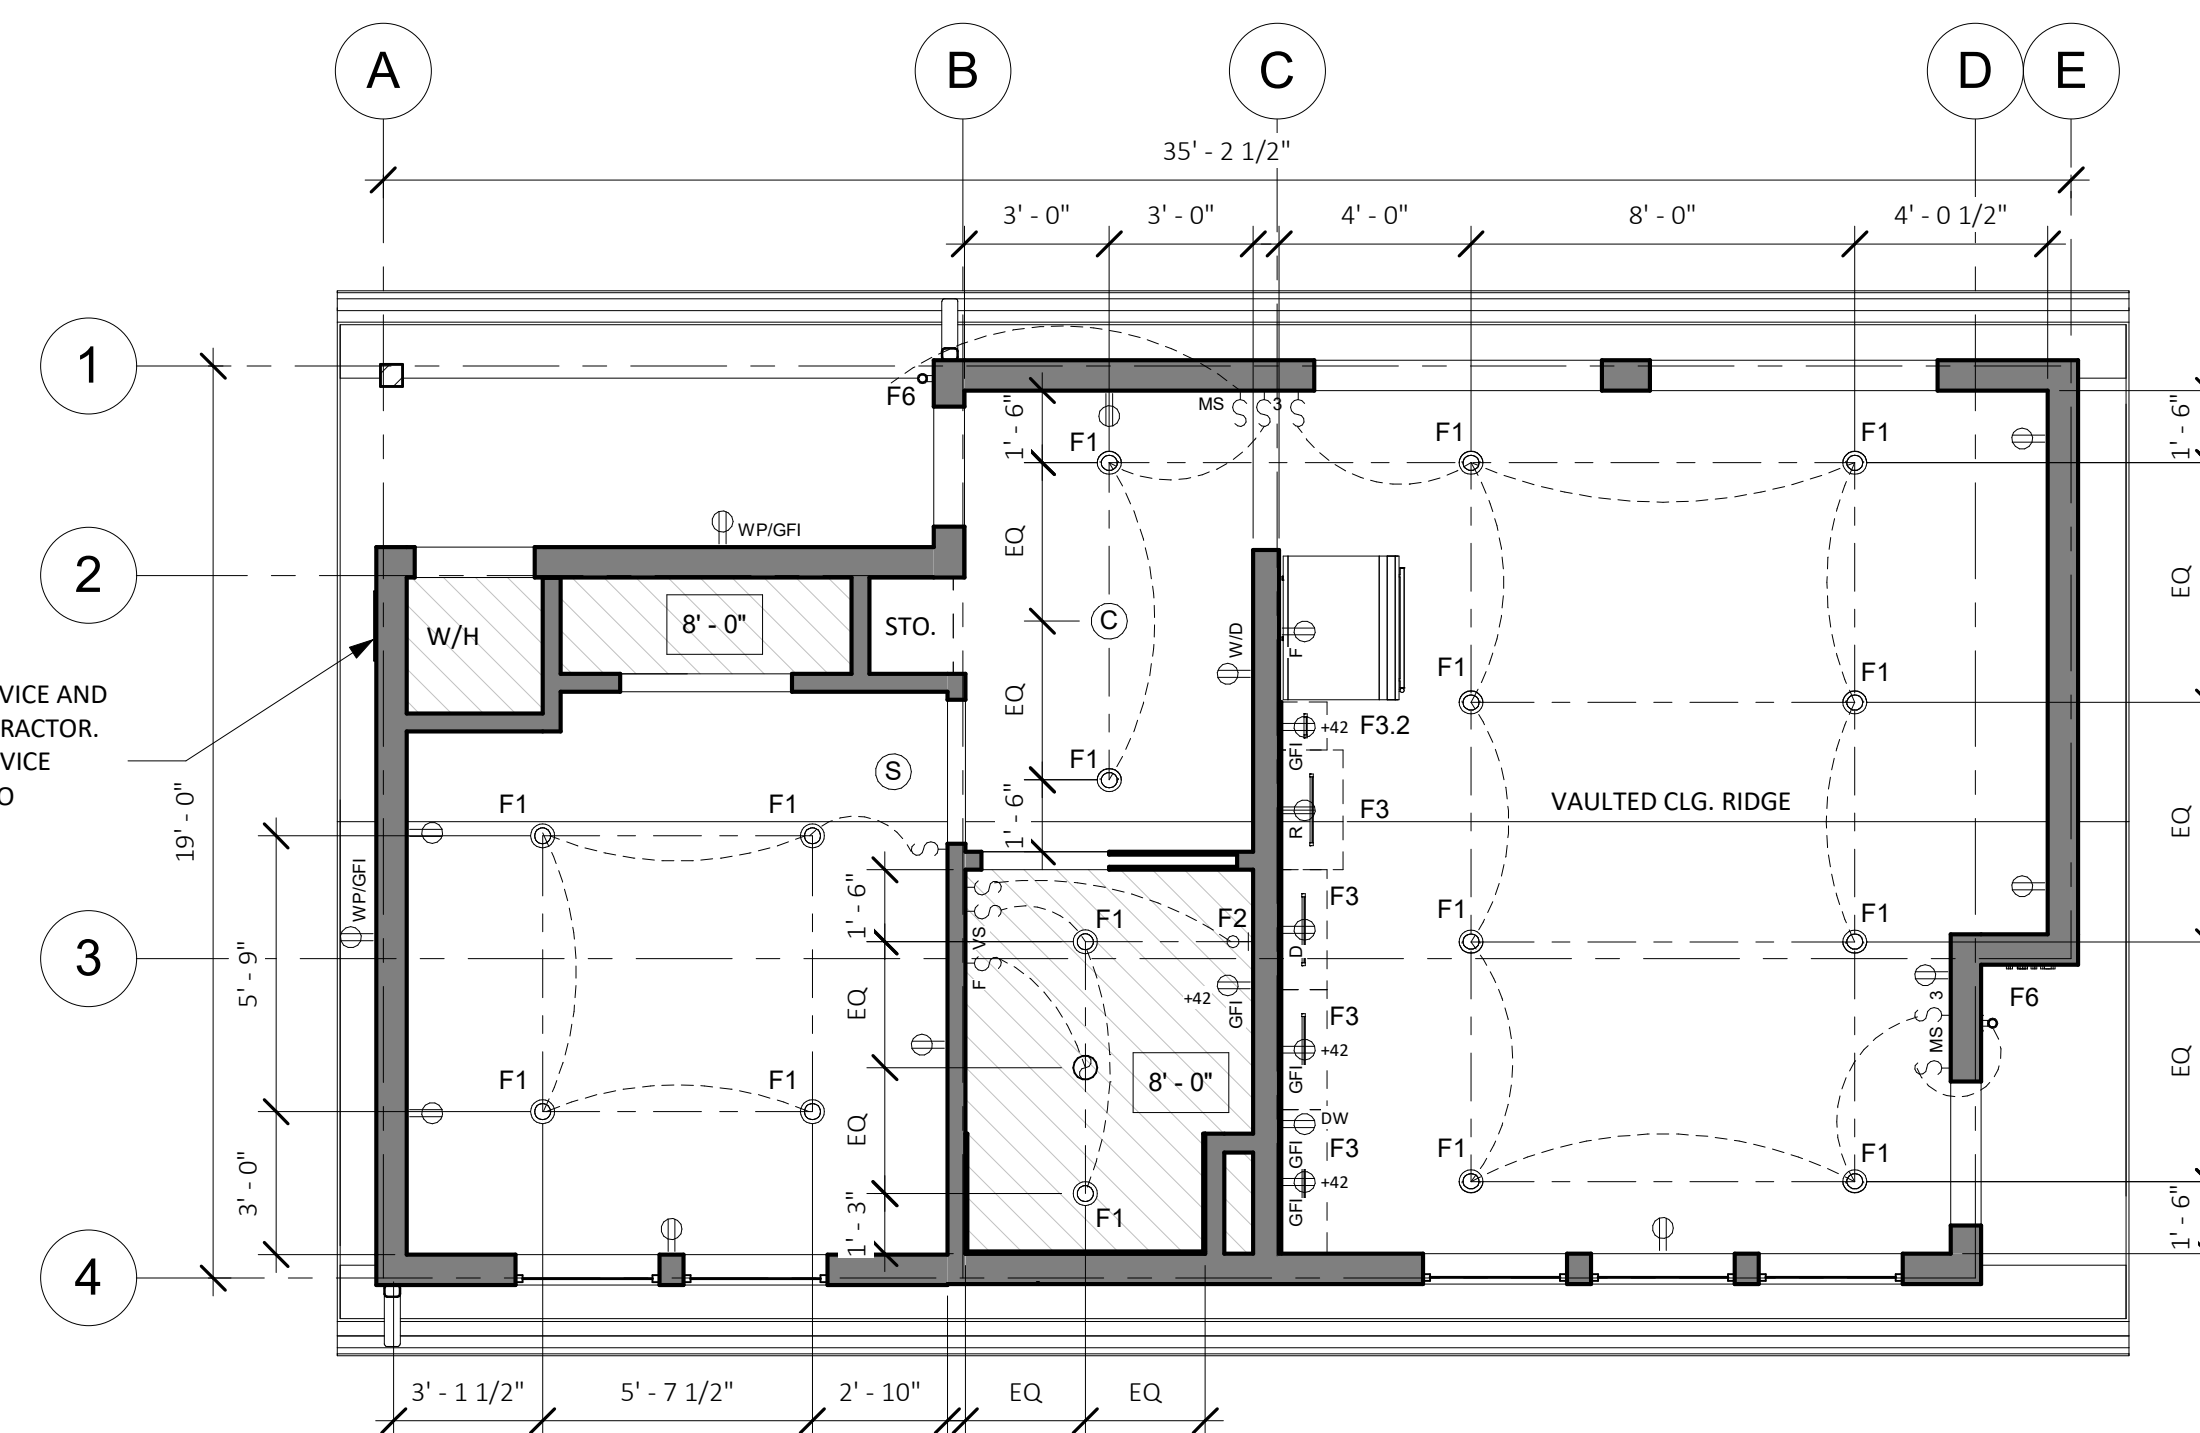 A
B
C
D
E
35' - 2 1/2"
3' - 0"
3' - 0"
4' - 0"
8' - 0"
4' - 0 1/2"
1
F6
MS
3
1' - 6"
1' - 6"
F1
F1
F1
WP/GFI
EQ
2
EQ
8' - 0"
W/H
STO.
C
W/D
F
F1
F1
VICE AND
RACTOR.
VICE
O
EQ
+42
F3.2
GFI
F1
S
19' - 0"
F1
F1
1' - 6"
R
F3
VAULTED CLG. RIDGE
EQ
WP/GFI
1' - 6"
F1
F2
F3
F1
F1
VS
D
3
5' - 9"
F
+42
GFI
EQ
3
F6
F3
+42
GFI
MS
EQ
F1
F1
8' - 0"
EQ
DW
GFI
F3
F1
F1
3' - 0"
+42
GFI
F1
1' - 3"
1' - 6"
4
3' - 1 1/2"
5' - 7 1/2"
2' - 10"
EQ
EQ